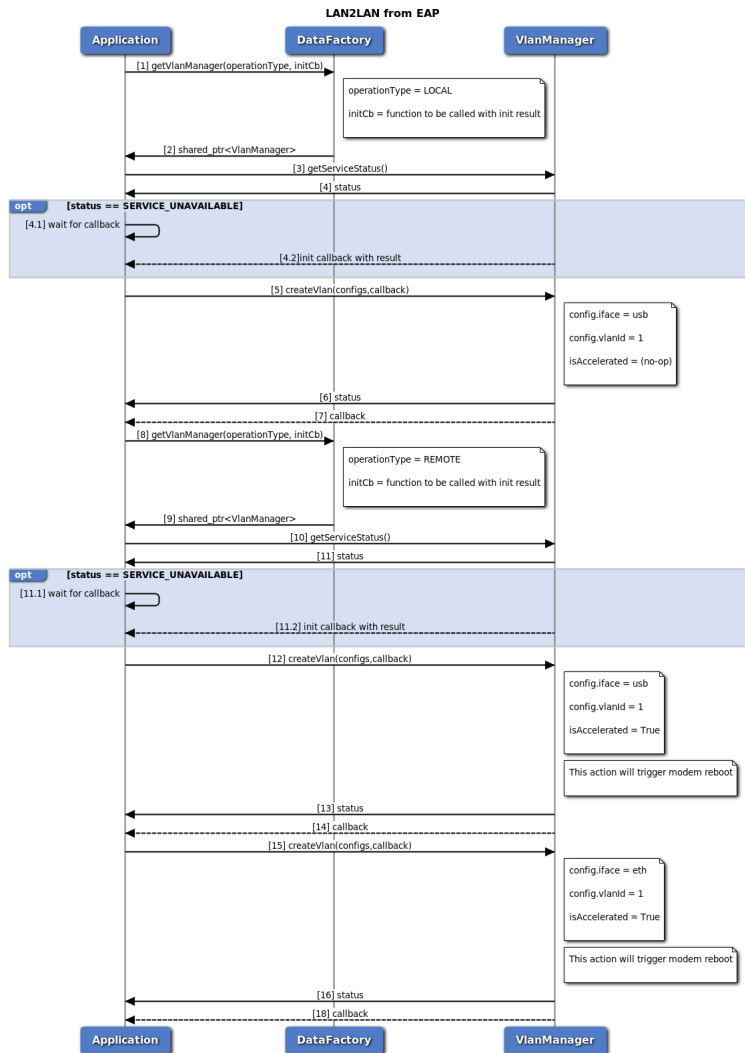 LAN2LAN from EAP
Application
DataFactory
VlanManager
[1] getVlanManager(operationType, initCb)
operationType = LOCAL
initCb = function to be called with init result
[2] shared_ptr<VlanManager>
[3] getServiceStatus()
[4] status
opt [status == SERVICE_UNAVAILABLE]
[4.1] wait for callback
[4.2]init callback with result
[5] createVlan(configs,callback)
config.iface = usb
config.vlanId = 1
isAccelerated = (no-op)
[6] status
[7] callback
[8] getVlanManager(operationType, initCb)
operationType = REMOTE
initCb = function to be called with init result
[9] shared_ptr<VlanManager>
[10] getServiceStatus()
[11] status
opt [status == SERVICE_UNAVAILABLE]
[11.1] wait for callback
[11.2] init callback with result
[12] createVlan(configs,callback)
config.iface = usb
config.vlanId = 1
isAccelerated = True
This action will trigger modem reboot
[13] status
[14] callback
[15] createVlan(configs,callback)
config.iface = eth
config.vlanId = 1
isAccelerated = True
This action will trigger modem reboot
[16] status
[18] callback
Application
DataFactory
VlanManager